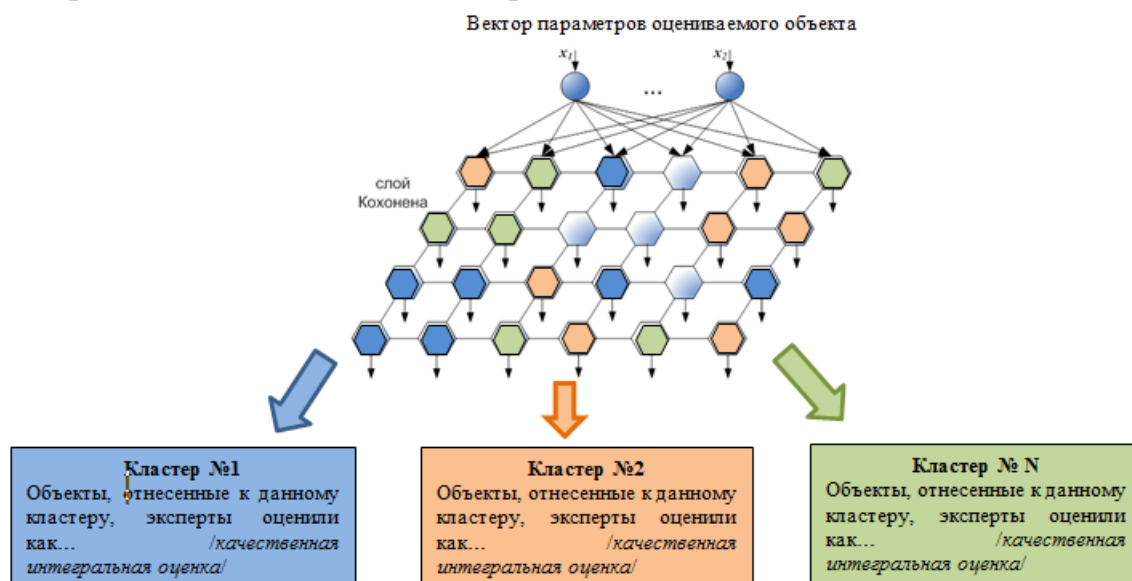 Вектор параметров оцениваемого объекта
x1 ... x2
слой
Кохонена
Кластер №1
Объекты, отнесенные к данному
кластеру, эксперты оценили
как... /качественная
интегральная оценка/
Кластер №2
Объекты, отнесенные к данному
кластеру, эксперты оценили
как... /качественная
интегральная оценка/
Кластер № N
Объекты, отнесенные к данному
кластеру, эксперты оценили
как... /качественная
интегральная оценка/